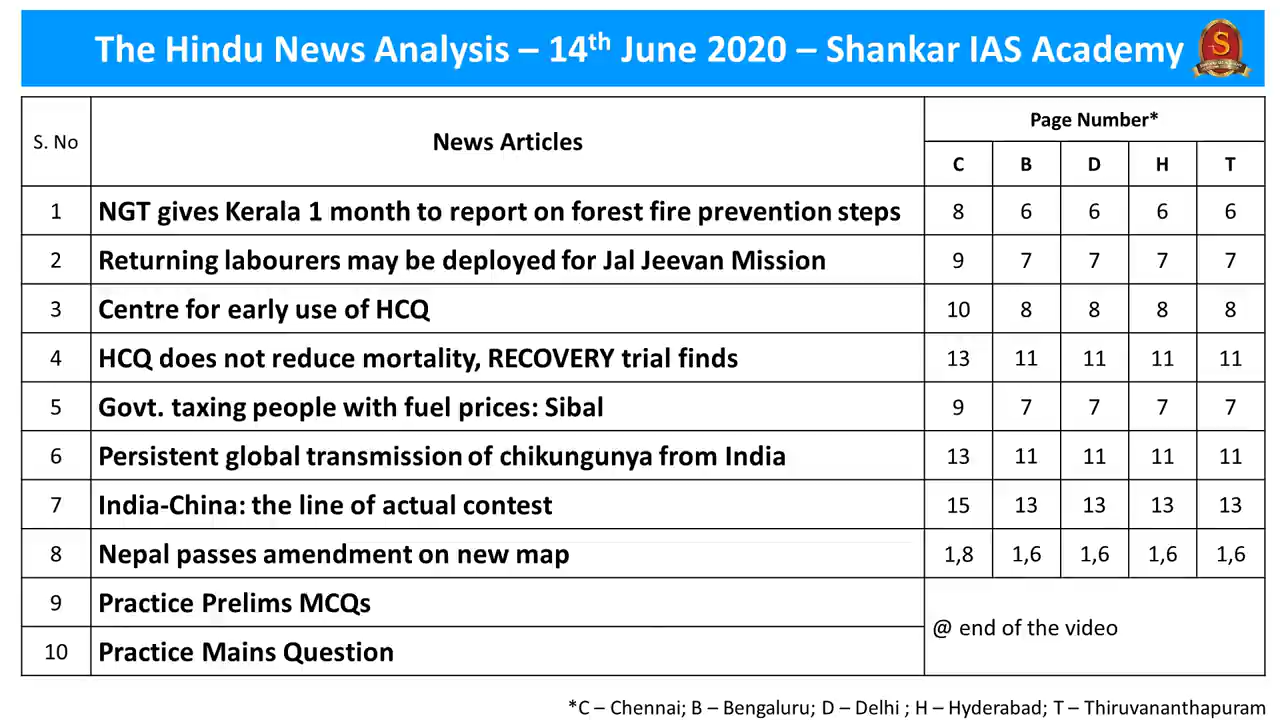 The Hindu News Analysis – 14th June 2020 – Shankar IAS Academy
S. No
News Articles
Page Number*
C B D H T
1 NGT gives Kerala 1 month to report on forest fire prevention steps 8 6 6 6 6
2 Returning labourers may be deployed for Jal Jeevan Mission 9 7 7 7 7
3 Centre for early use of HCQ 10 8 8 8 8
4 HCQ does not reduce mortality, RECOVERY trial finds 13 11 11 11 11
5 Govt. taxing people with fuel prices: Sibal 9 7 7 7 7
6 Persistent global transmission of chikungunya from India 13 11 11 11 11
7 India-China: the line of actual contest 15 13 13 13 13
8 Nepal passes amendment on new map 1,8 1,6 1,6 1,6 1,6
9 Practice Prelims MCQs
@ end of the video
10 Practice Mains Question
*C – Chennai; B – Bengaluru; D – Delhi ; H – Hyderabad; T – Thiruvananthapuram